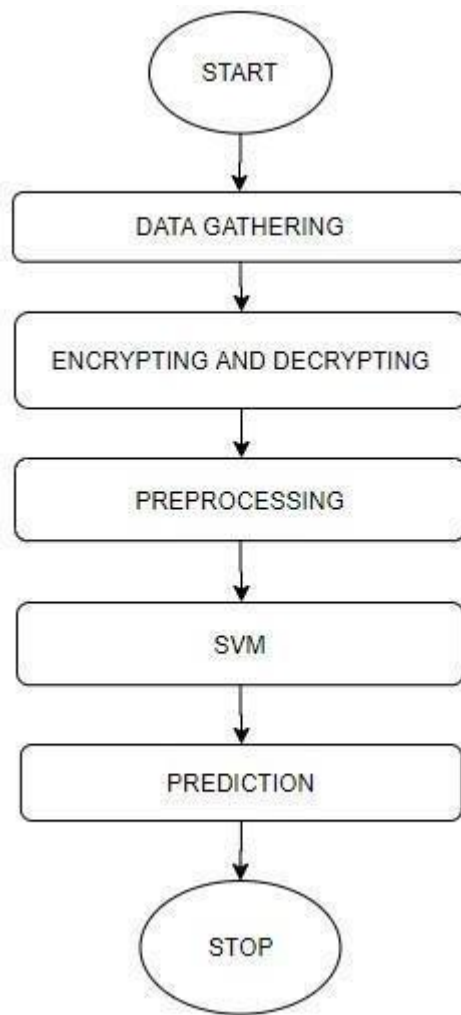 START
DATA GATHERING
ENCRYPTING AND DECRYPTING
PREPROCESSING
SVM
PREDICTION
STOP